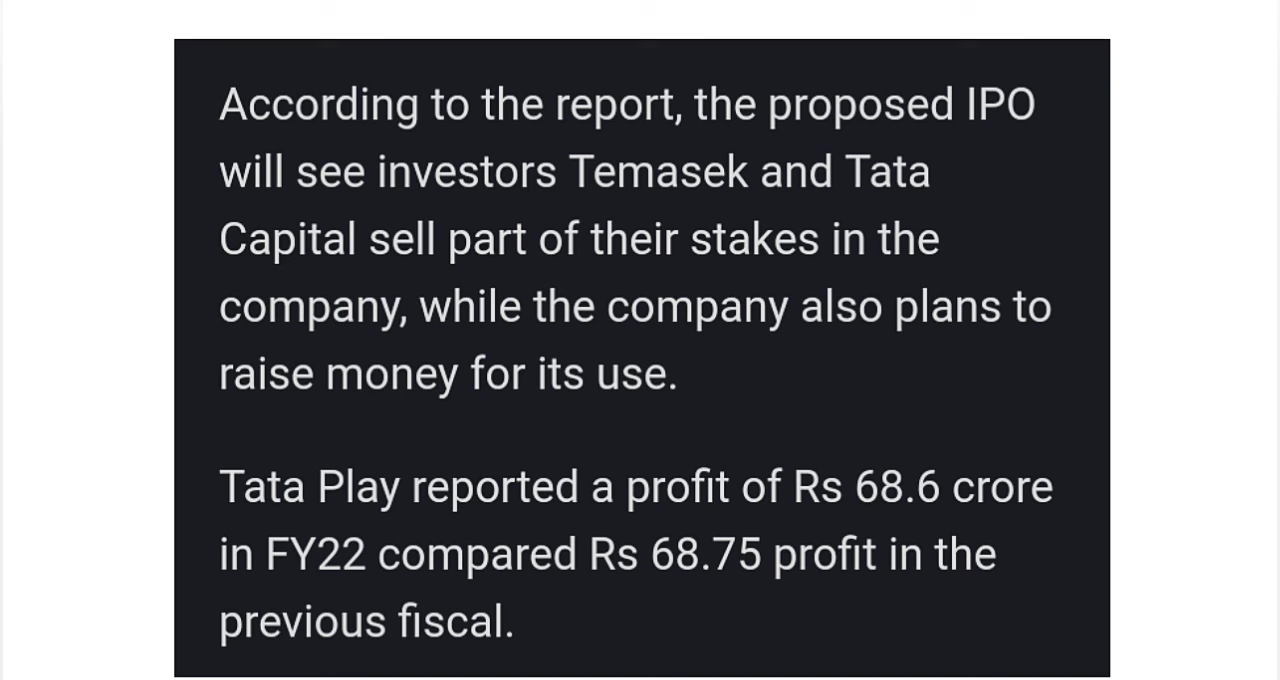 According to the report, the proposed IPO
will see investors Temasek and Tata
Capital sell part of their stakes in the
company, while the company also plans to
raise money for its use.
Tata Play reported a profit of Rs 68.6 crore
in FY22 compared Rs 68.75 profit in the
previous fiscal.